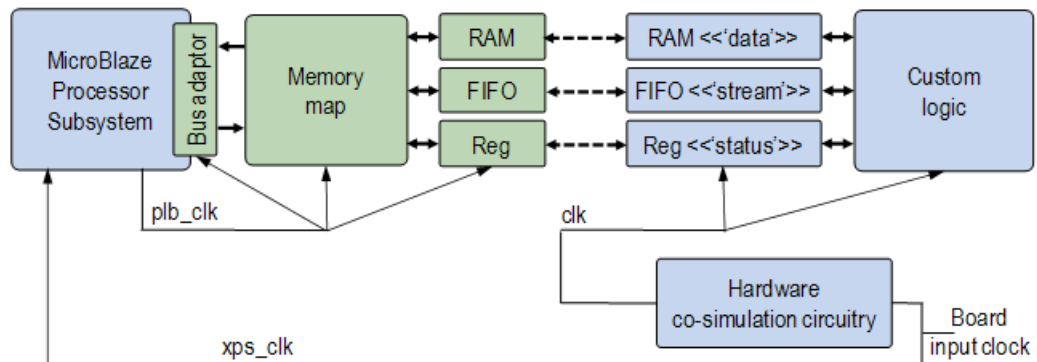 MicroBlaze
Processor
Subsystem
Bus adaptor
Memory
map
RAM
FIFO
Reg
RAM <<'data'>>
FIFO <<'stream'>>
Reg <<'status'>>
Custom
logic
plb_clk
clk
Hardware
co-simulation circuitry
Board
input clock
xps_clk